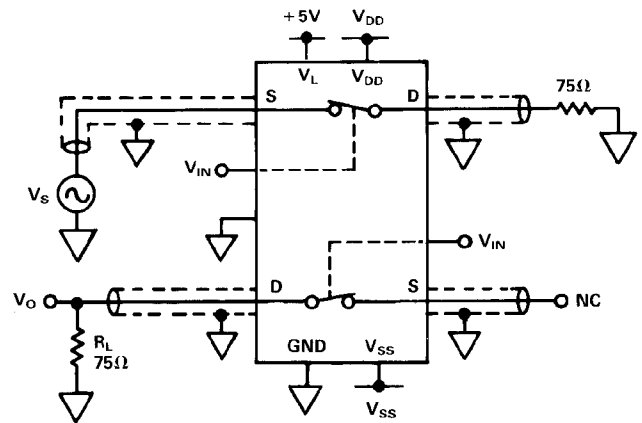 +5V V_DD
V_L V_DD
S D
75Ω
V_IN
V_S
V_IN
V_O D S NC
R_L
75Ω
GND V_SS
V_SS